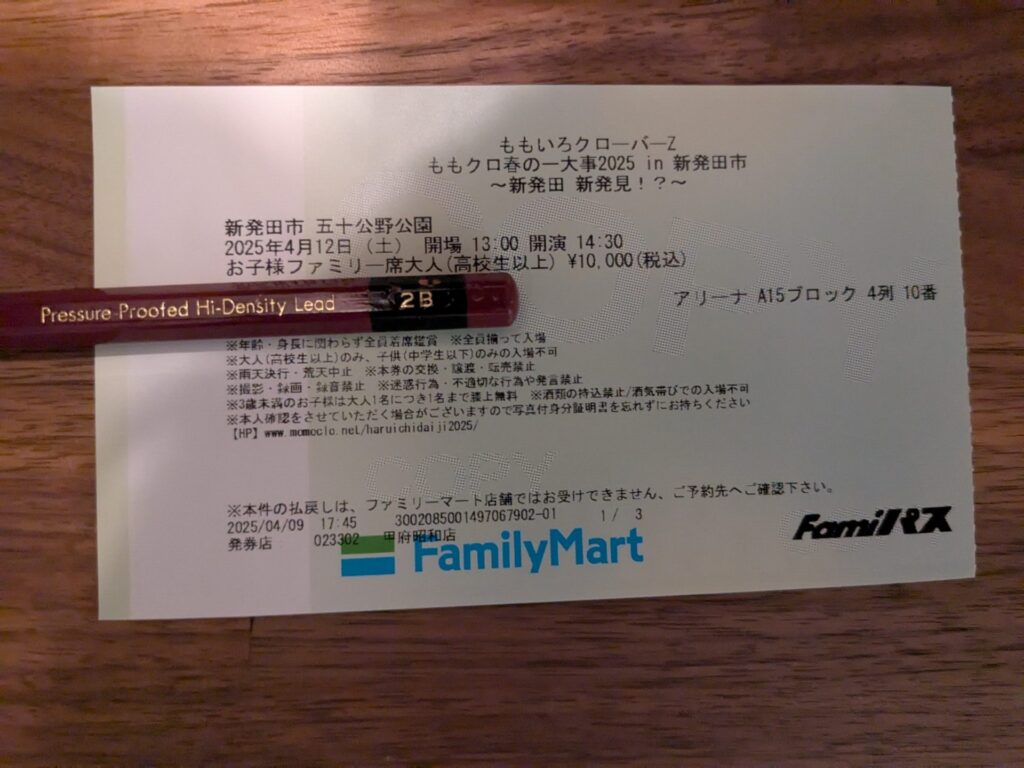 ももいろクローバーZ
ももクロ春の一大事2025 in 新発田市
～新発田 新発見！？～
新発田市 五十公野公園
2025年4月12日 （土） 開場 13:00 開演 14:30
お子様ファミリー席大人(高校生以上) ¥10,000(税込)
アリーナ A15ブロック 4列 10番
Pressure Proofed Hi-Density Lead 2B
※年齢・身長に関わらず全員着席鑑賞 ※全員揃って入場
※大人(高校生以上)のみ、子供(中学生以下)のみの入場不可
※雨天決行・荒天中止 ※本券の交換・譲渡・転売禁止
※撮影・録画・録音禁止 ※迷惑行為・不適切な行為や発言禁止
※3歳未満のお子様は大人1名につき1名まで膝上無料 ※酒類の持込禁止/酒気帯びでの入場不可
※本人確認をさせていただく場合がございますので写真付身分証明書を忘れずにお持ちください
【HP】www.momoclo.net/haruichidaiji2025/
COPY
※本件の払戻しは、ファミリーマート店舗ではお受けできません、ご予約先へご確認下さい。
2025/04/09 17:45 3002085001497067902-01 1/ 3
発券店 023302 甲府昭和店
FamilyMart
Famiパス